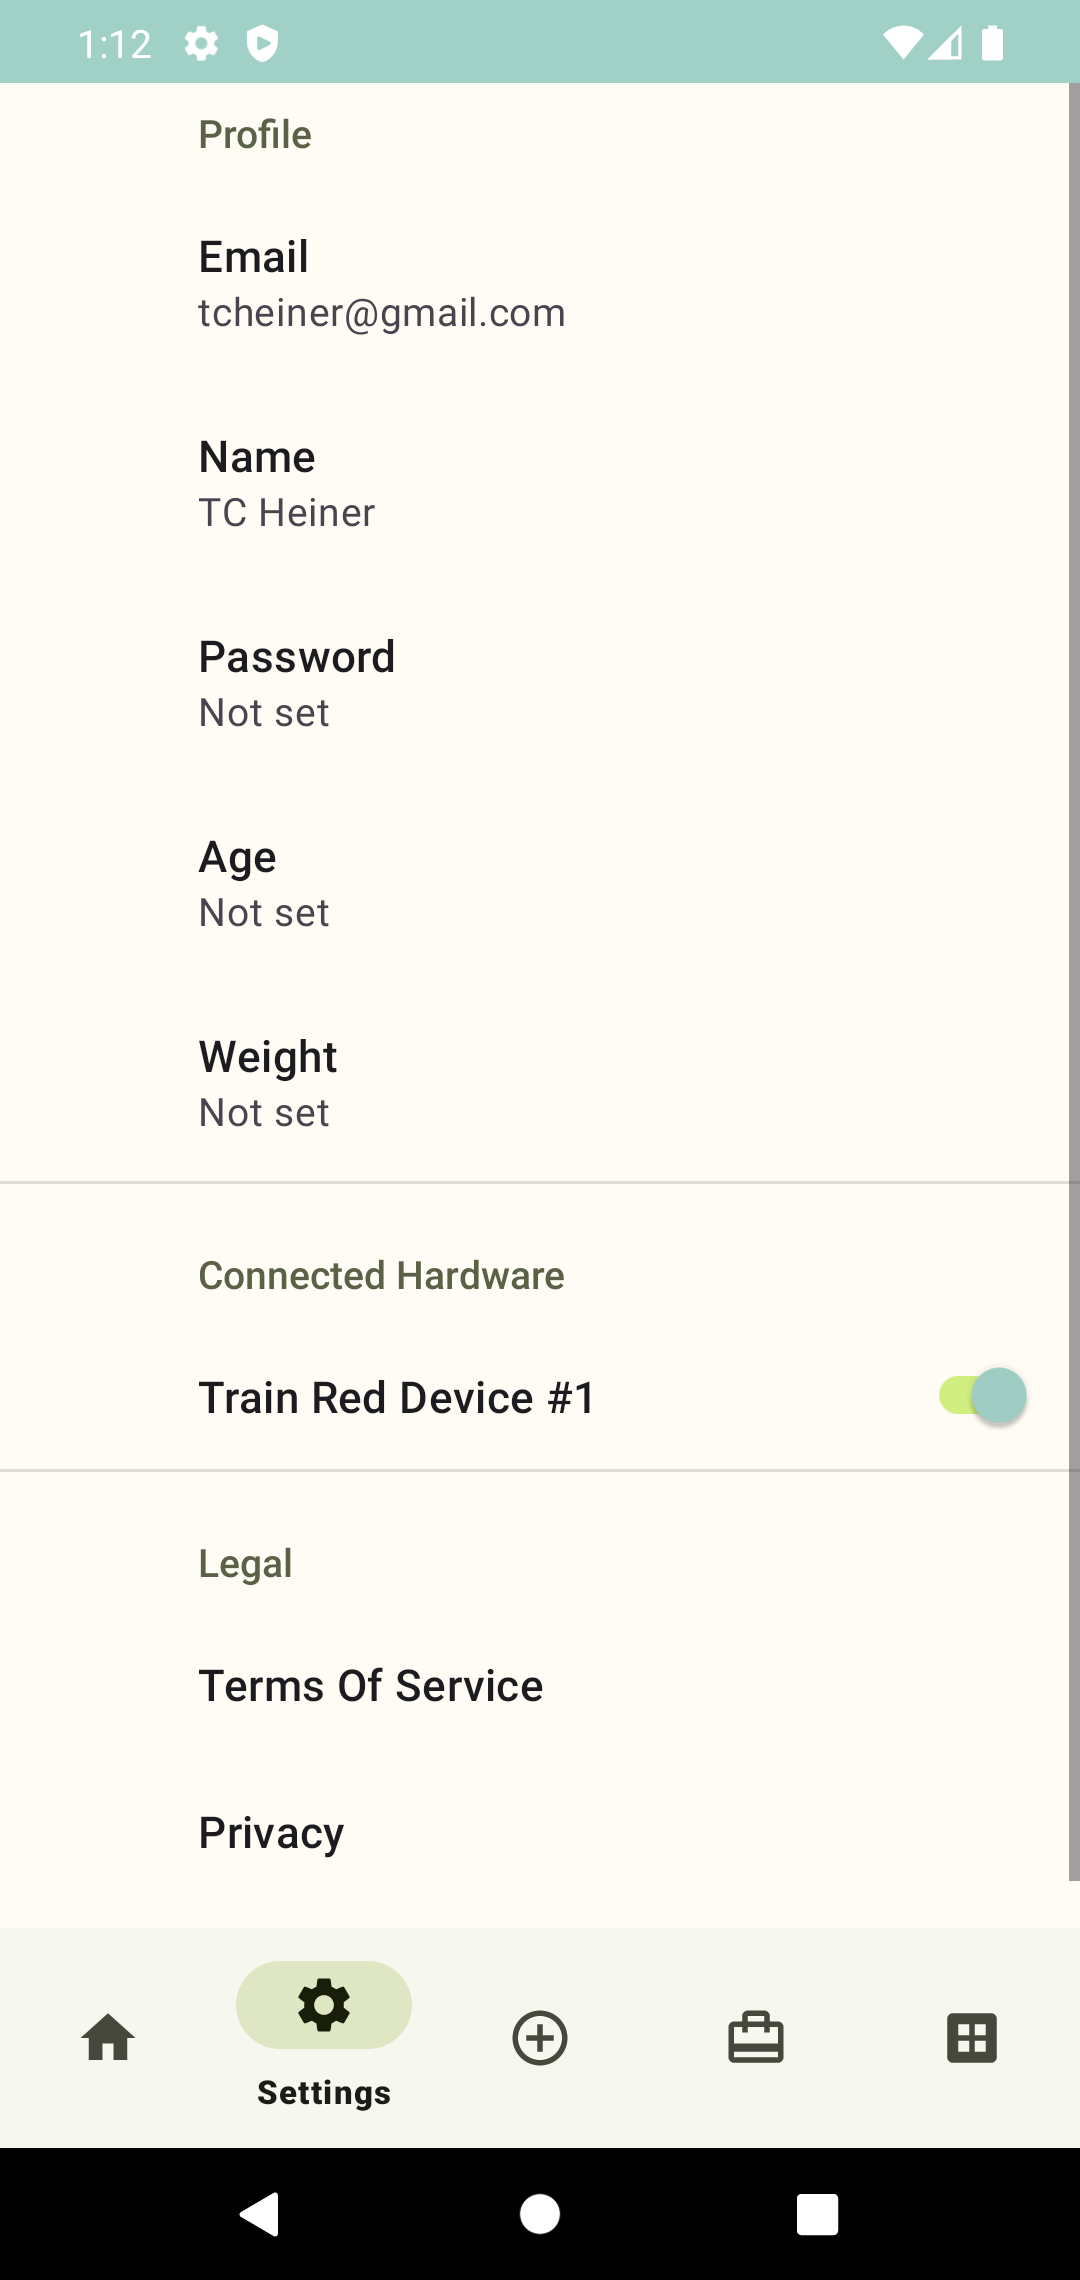 1:12
Profile
Email
tcheiner@gmail.com
Name
TC Heiner
Password
Not set
Age
Not set
Weight
Not set
Connected Hardware
Train Red Device #1
Legal
Terms Of Service
Privacy
Settings